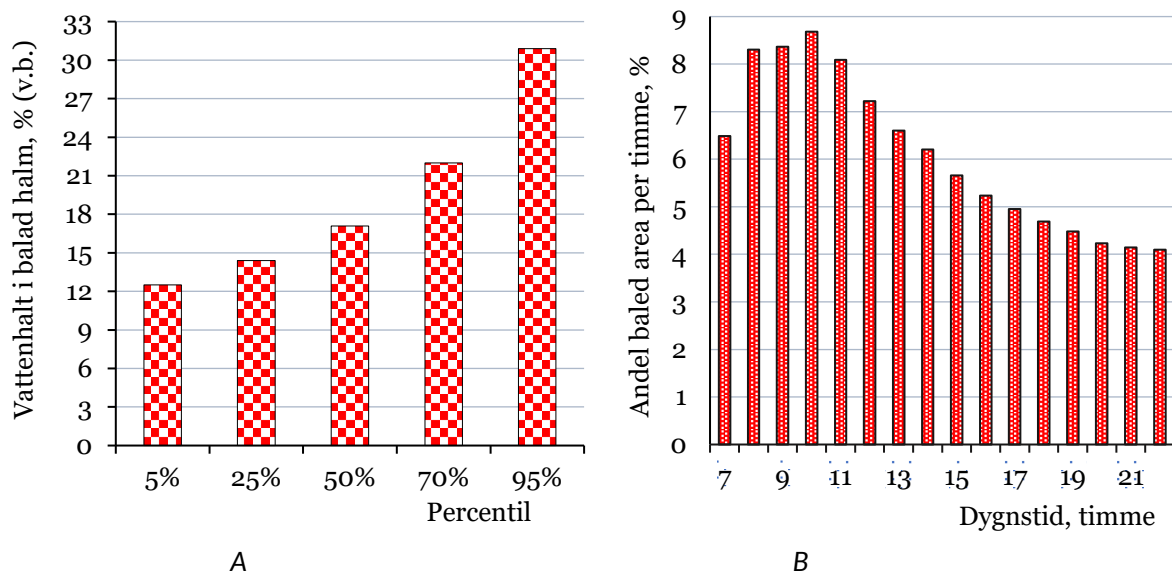 Vattenhalt i balad halm, % (v.b.)
33
30
27
24
21
18
15
12
9
6
3
0
5% 25% 50% 70% 95%
Percentil
A
Andel baled area per timme, %
9
8
7
6
5
4
3
2
1
0
7 9 11 13 15 17 19 21
Dygnstid, timme
B